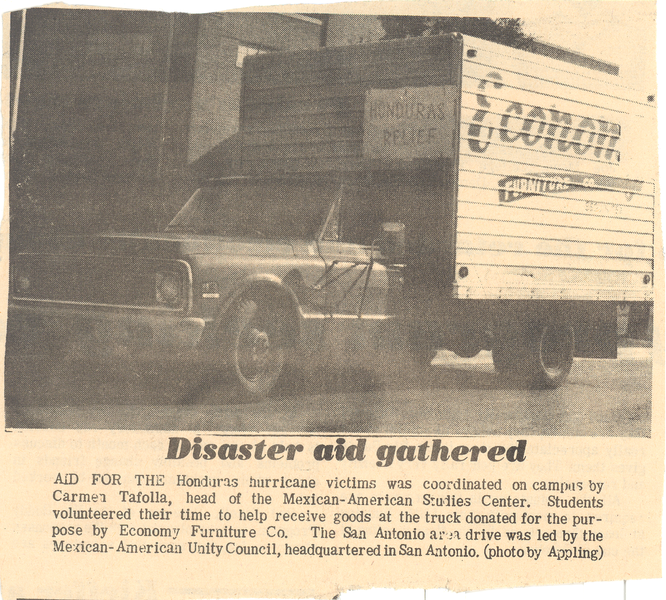 HONDURAS
RELIEF
Econom
FURNITURE CO
Disaster aid gathered
AID FOR THE Honduras hurricane victims was coordinated on campus by
Carmen Tafolla, head of the Mexican-American Studies Center. Students
volunteered their time to help receive goods at the truck donated for the pur-
pose by Economy Furniture Co. The San Antonio area drive was led by the
Mexican-American Unity Council, headquartered in San Antonio. (photo by Appling)